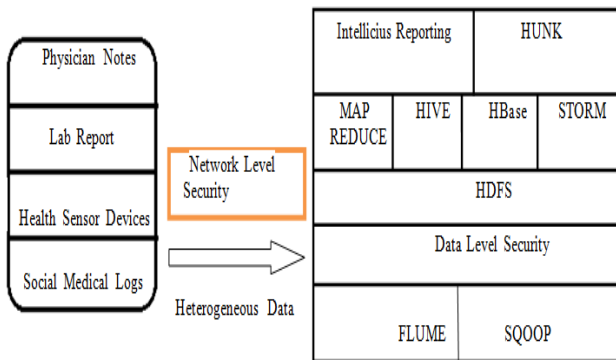 Physician Notes
Lab Report
Health Sensor Devices
Social Medical Logs
Network Level
Security
Heterogeneous Data
Intellicius Reporting
HUNK
MAP
REDUCE
HIVE
HBase
STORM
HDFS
Data Level Security
FLUME
SQOOP